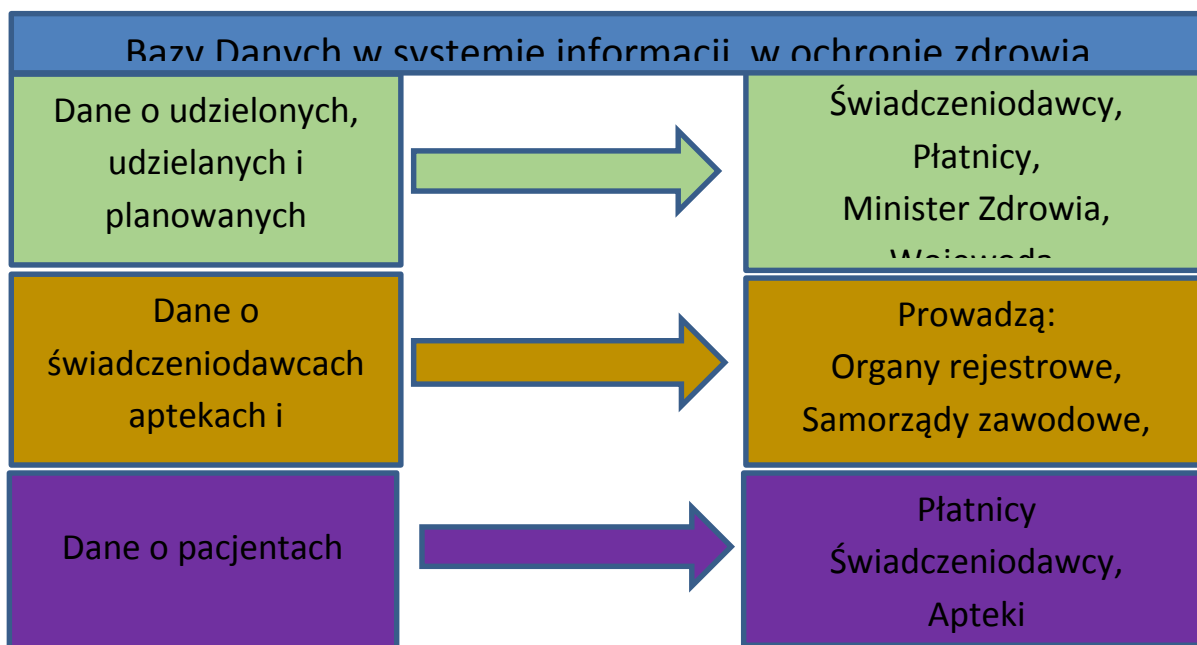 Bazy Danych w systemie informacji w ochronie zdrowia
Dane o udzielonych,
udzielanych i
planowanych
Świadczeniodawcy,
Płatnicy,
Minister Zdrowia,
Wojewoda,
Dane o
świadczeniodawcach
aptekach i
Prowadzą:
Organy rejestrowe,
Samorządy zawodowe,
Dane o pacjentach
Płatnicy
Świadczeniodawcy,
Apteki